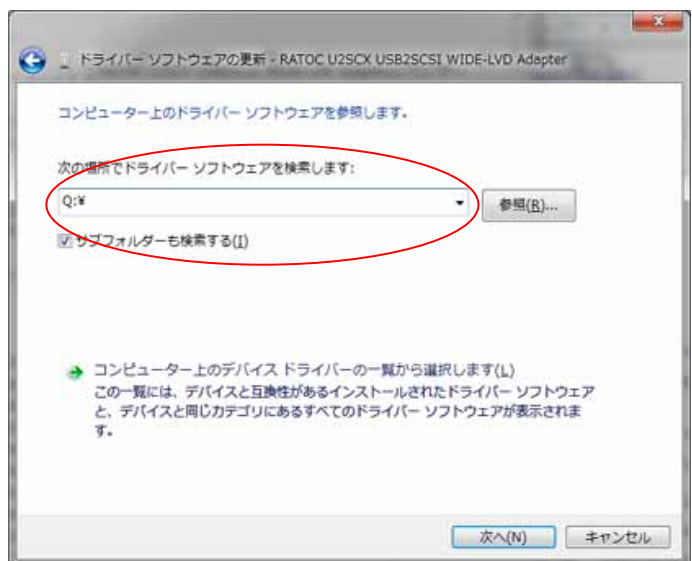 ドライバー ソフトウェアの更新 - RATOC U2SCX USB2SCSI WIDE-LVD Adapter
コンピューター上のドライバー ソフトウェアを参照します。
次の場所でドライバー ソフトウェアを検索します:
Q:¥
参照(R)...
サブフォルダーも検索する(I)
コンピューター上のデバイス ドライバーの一覧から選択します(L)
この一覧には、デバイスと互換性があるインストールされたドライバー ソフトウェア
と、デバイスと同じカテゴリにあるすべてのドライバー ソフトウェアが表示されま
す。
次へ(N)
キャンセル